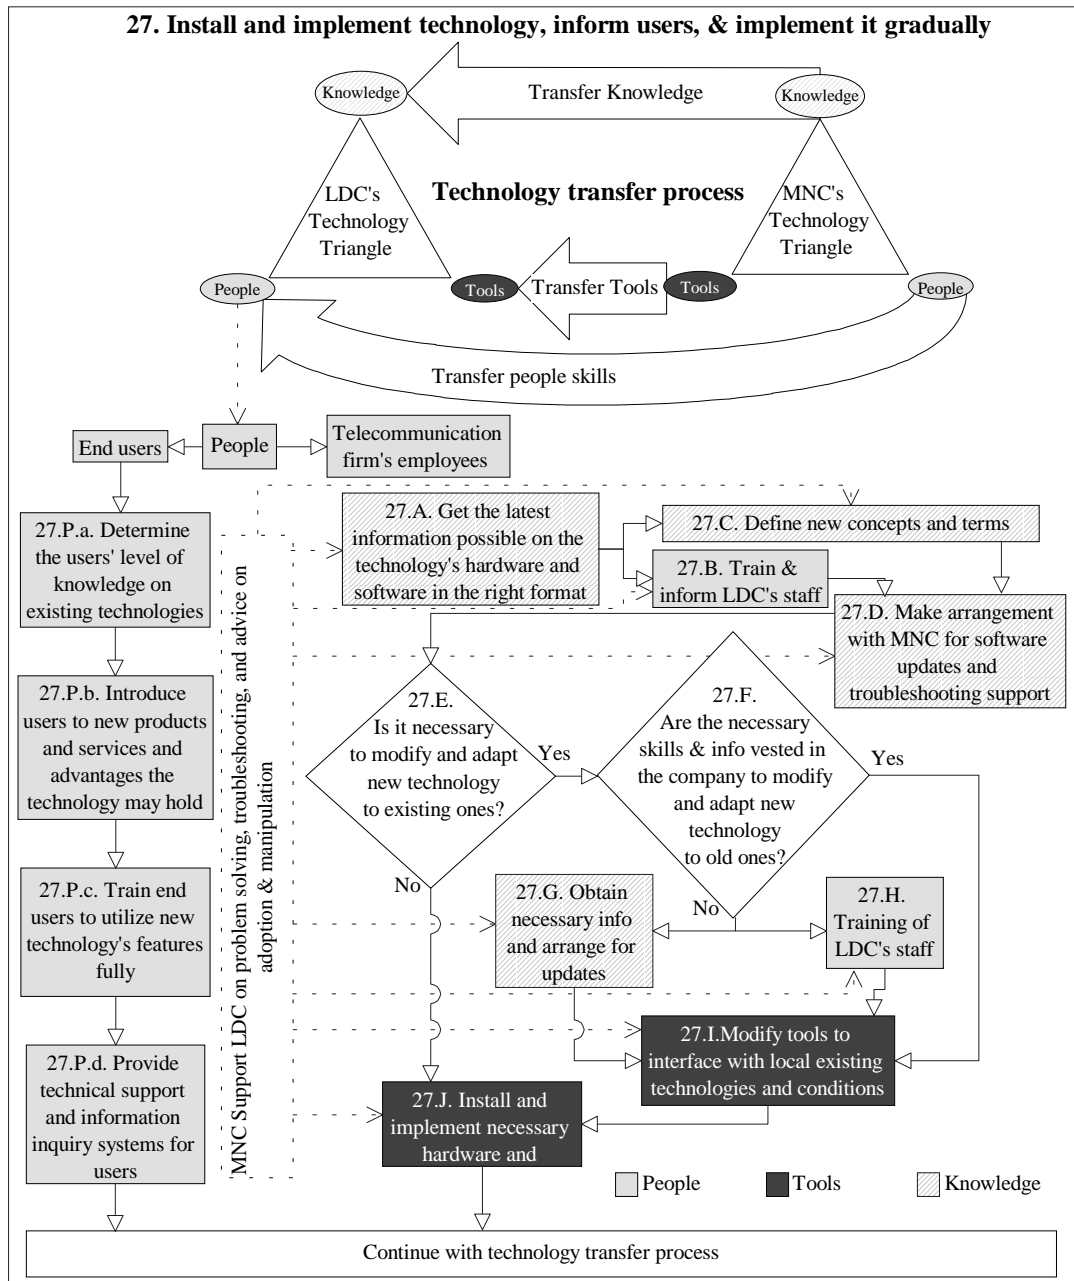 27. Install and implement technology, inform users, & implement it gradually
Knowledge
Transfer Knowledge
Knowledge
LDC's
Technology
Triangle
Technology transfer process
MNC's
Technology
Triangle
People
Tools
Transfer Tools
Tools
People
Transfer people skills
End users
People
Telecommunication
firm's employees
27.P.a. Determine
the users' level of
knowledge on
existing technologies
27.P.b. Introduce
users to new products
and services and
advantages the
technology may hold
27.P.c. Train end
users to utilize new
technology's features
fully
27.P.d. Provide
technical support
and information
inquiry systems for
users
MNC Support LDC on problem solving, troubleshooting, and advice on
adoption & manipulation
27.A. Get the latest
information possible on the
technology's hardware and
software in the right format
27.C. Define new concepts and terms
27.B. Train &
inform LDC's staff
27.D. Make arrangement
with MNC for software
updates and
troubleshooting support
27.E.
Is it necessary
to modify and adapt
new technology
to existing ones?
Yes
No
27.F.
Are the necessary
skills & info vested in
the company to modify
and adapt new
technology
to old ones?
Yes
No
27.G. Obtain
necessary info
and arrange for
updates
27.H.
Training of
LDC's staff
27.I.Modify tools to
interface with local existing
technologies and conditions
27.J. Install and
implement necessary
hardware and
People
Tools
Knowledge
Continue with technology transfer process